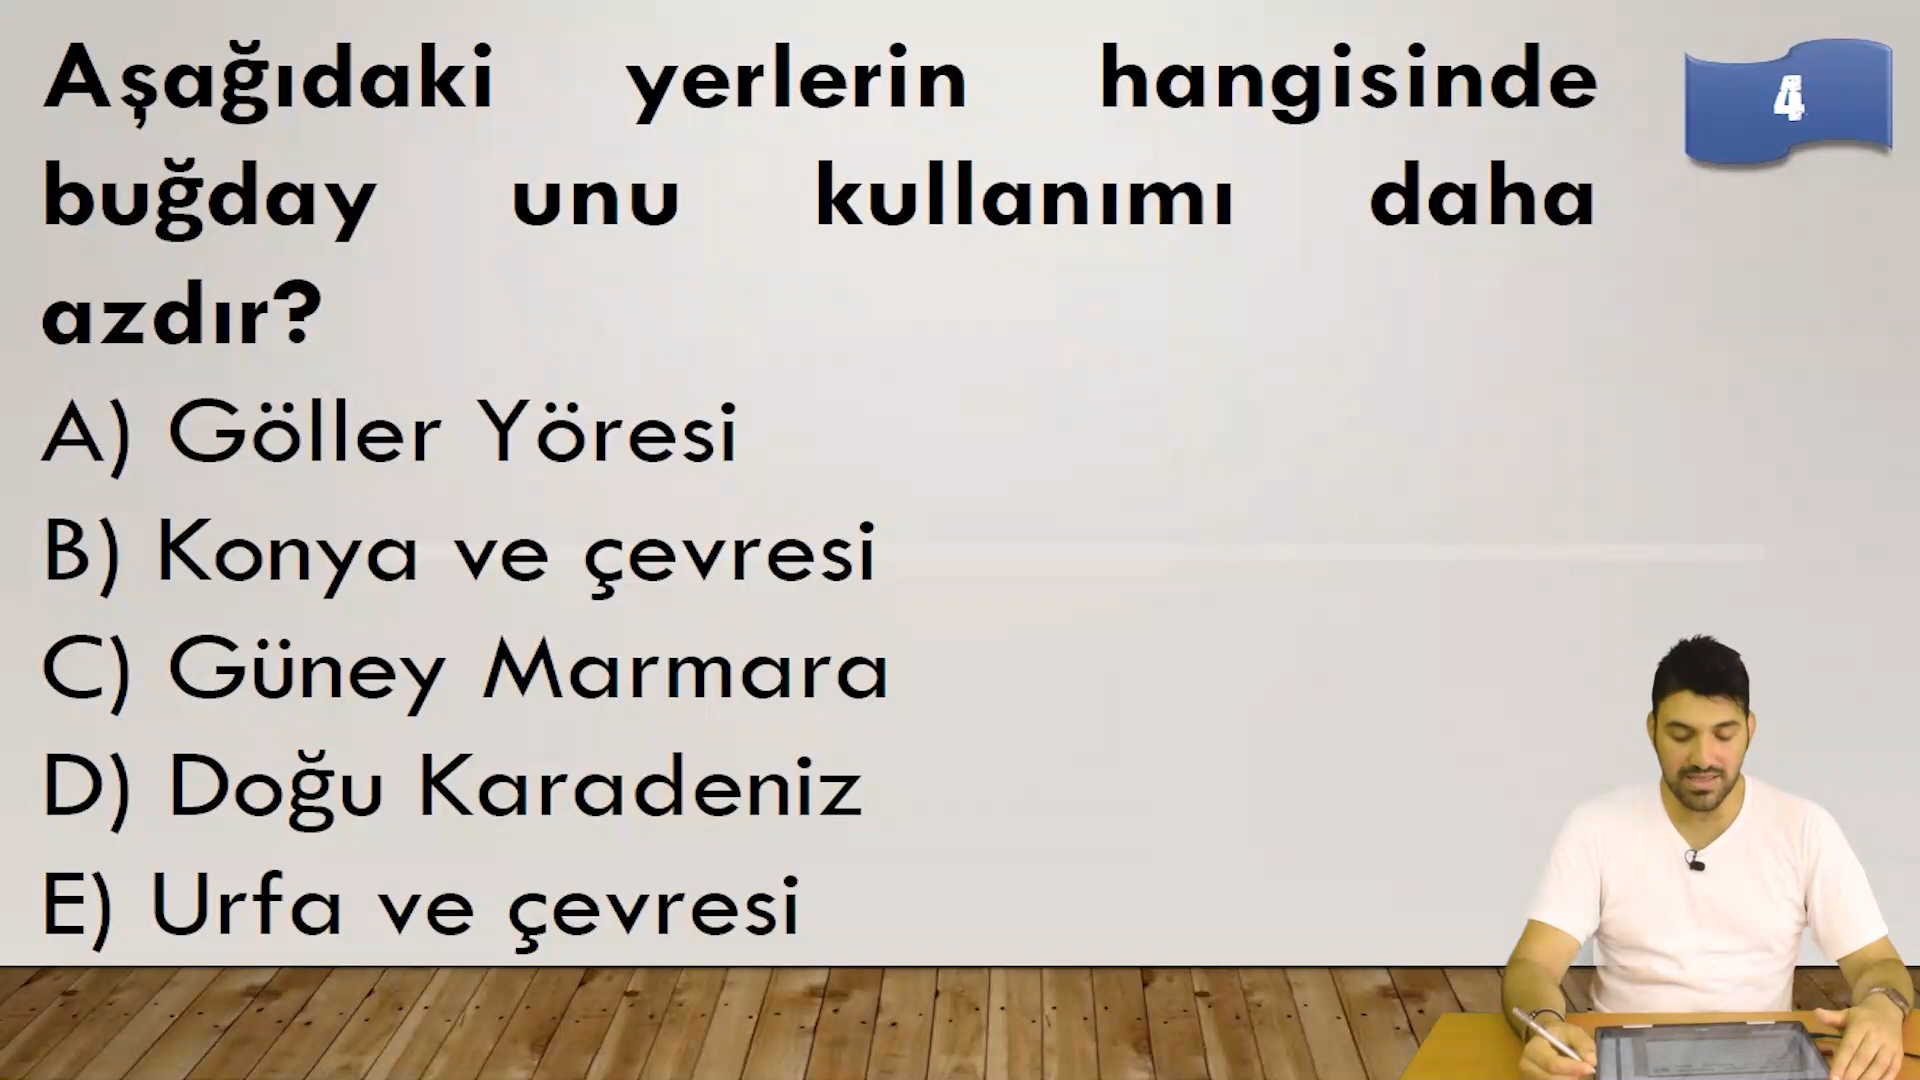 Aşağıdaki yerlerin hangisinde
buğday unu kullanımı daha
azdır?
A) Göller Yöresi
B) Konya ve çevresi
C) Güney Marmara
D) Doğu Karadeniz
E) Urfa ve çevresi
4